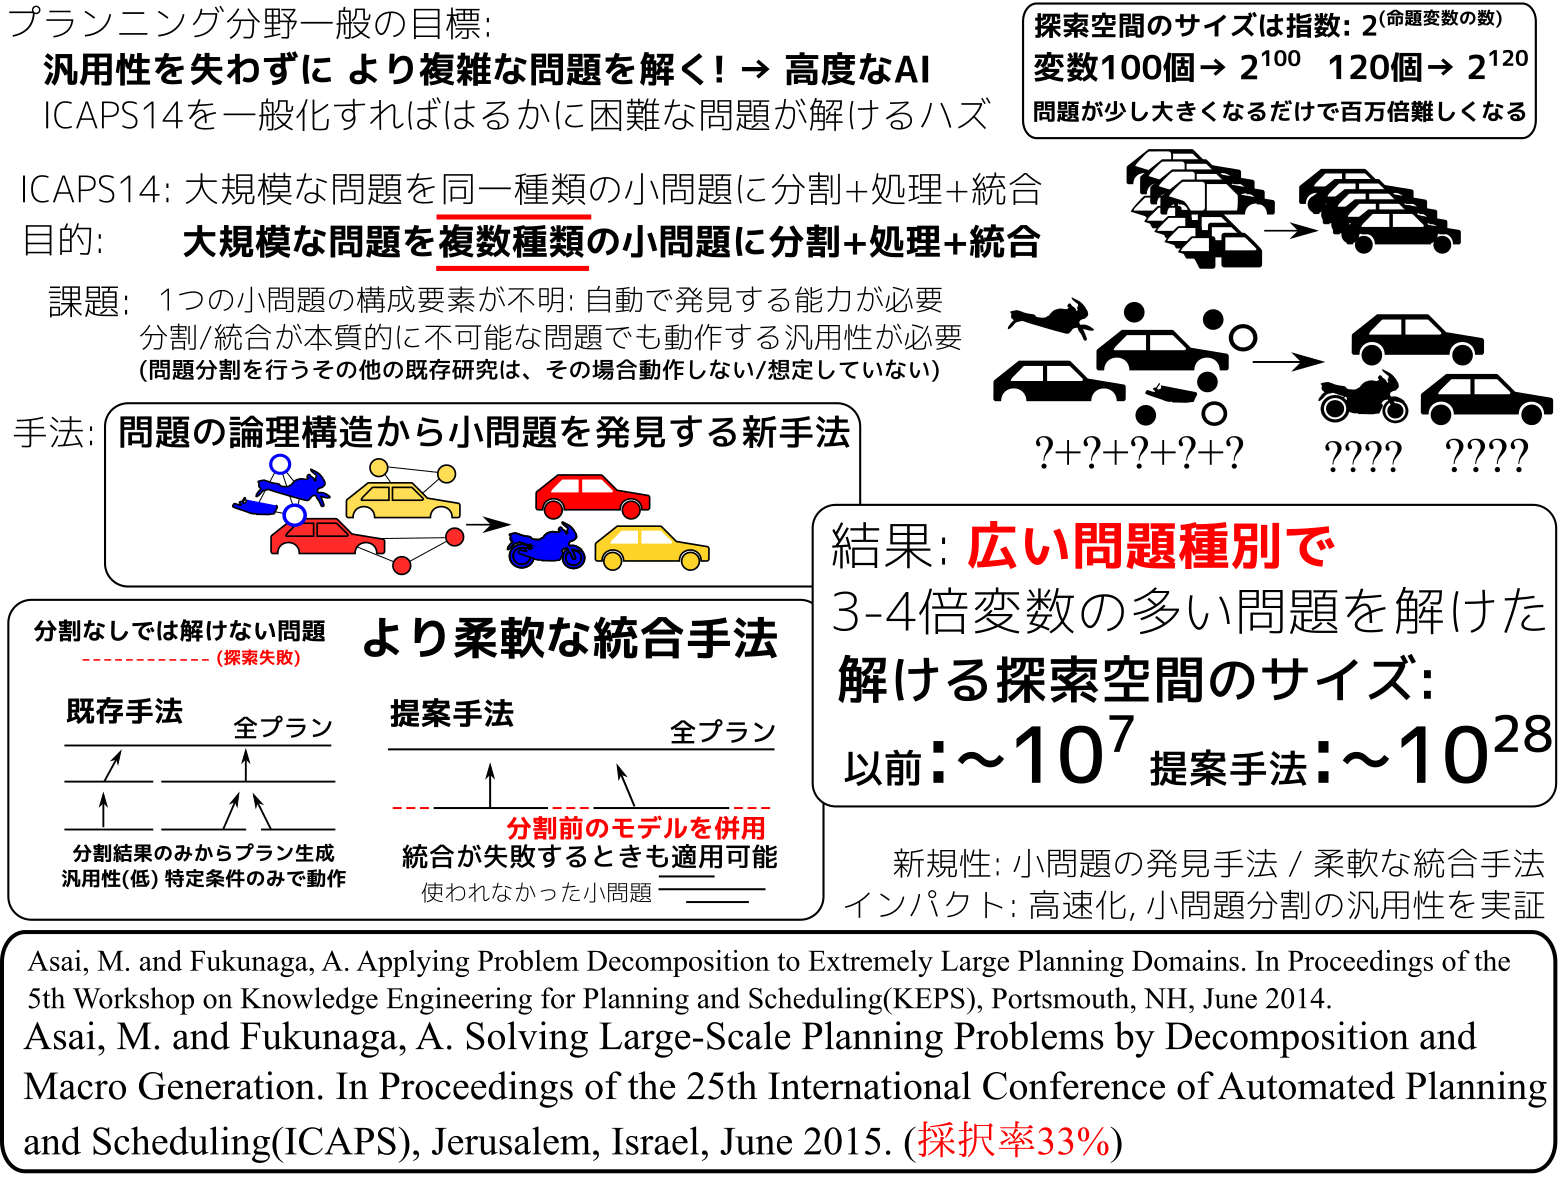 プランニング分野一般の目標:
汎用性を失わずに より複雑な問題を解く! → 高度なAI
ICAPS14を一般化すればはるかに困難な問題が解けるハズ
探索空間のサイズは指数: 2^(命題変数の数)
変数100個→ 2^100 120個→ 2^120
問題が少し大きくなるだけで百万倍難しくなる
ICAPS14: 大規模な問題を同一種類の小問題に分割+処理+統合
目的: 大規模な問題を複数種類の小問題に分割+処理+統合
課題: 1つの小問題の構成要素が不明: 自動で発見する能力が必要
分割/統合が本質的に不可能な問題でも動作する汎用性が必要
(問題分割を行うその他の既存研究は、その場合動作しない/想定していない)
?+?+?+?+? ???? ????
手法: 問題の論理構造から小問題を発見する新手法
結果: 広い問題種別で
3-4倍変数の多い問題を解けた
解ける探索空間のサイズ:
以前:~10^7 提案手法:~10^28
分割なしでは解けない問題
------------ (探索失敗)
より柔軟な統合手法
既存手法
全プラン
分割結果のみからプラン生成
汎用性(低) 特定条件のみで動作
提案手法
全プラン
分割前のモデルを併用
統合が失敗するときも適用可能
使われなかった小問題
新規性: 小問題の発見手法 / 柔軟な統合手法
インパクト: 高速化, 小問題分割の汎用性を実証
Asai, M. and Fukunaga, A. Applying Problem Decomposition to Extremely Large Planning Domains. In Proceedings of the
5th Workshop on Knowledge Engineering for Planning and Scheduling(KEPS), Portsmouth, NH, June 2014.
Asai, M. and Fukunaga, A. Solving Large-Scale Planning Problems by Decomposition and
Macro Generation. In Proceedings of the 25th International Conference of Automated Planning
and Scheduling(ICAPS), Jerusalem, Israel, June 2015. (採択率33%)